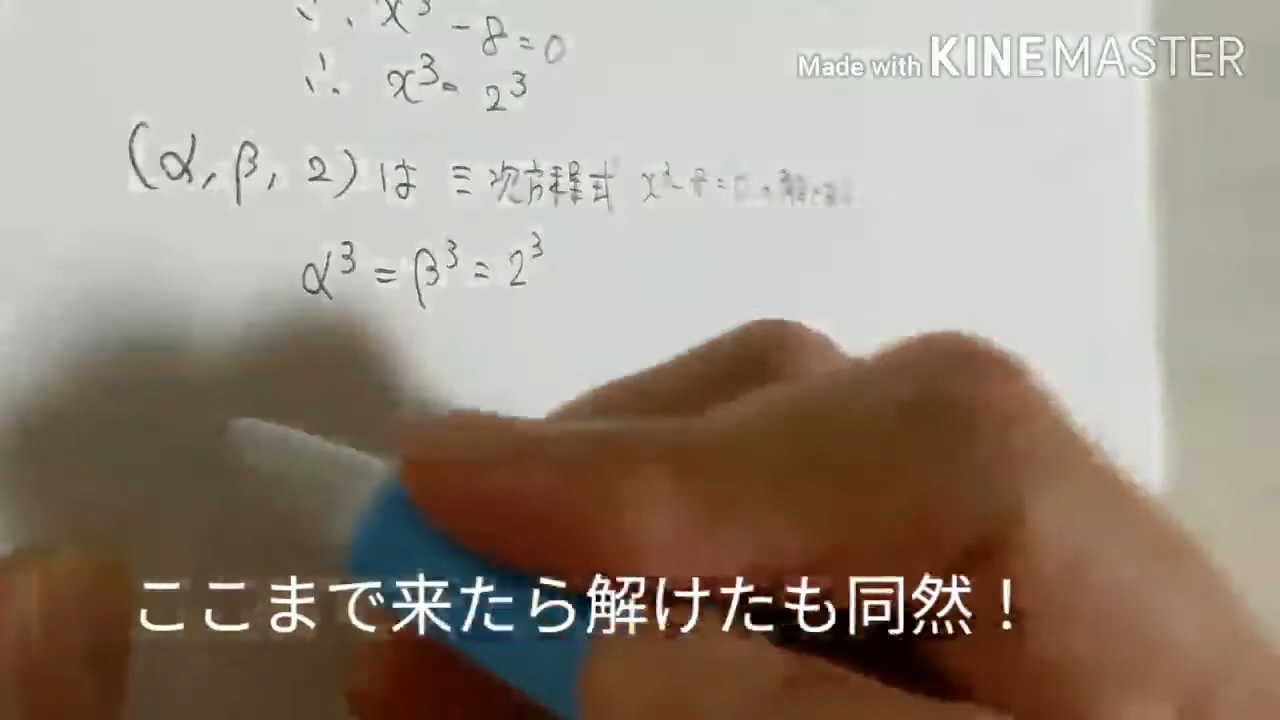 ∴ x³-8=0
Made with KINEMASTER
∴ x³=2³
(α,β,2)は三次方程式
α³=β³=2³
ここまで来たら解けたも同然!